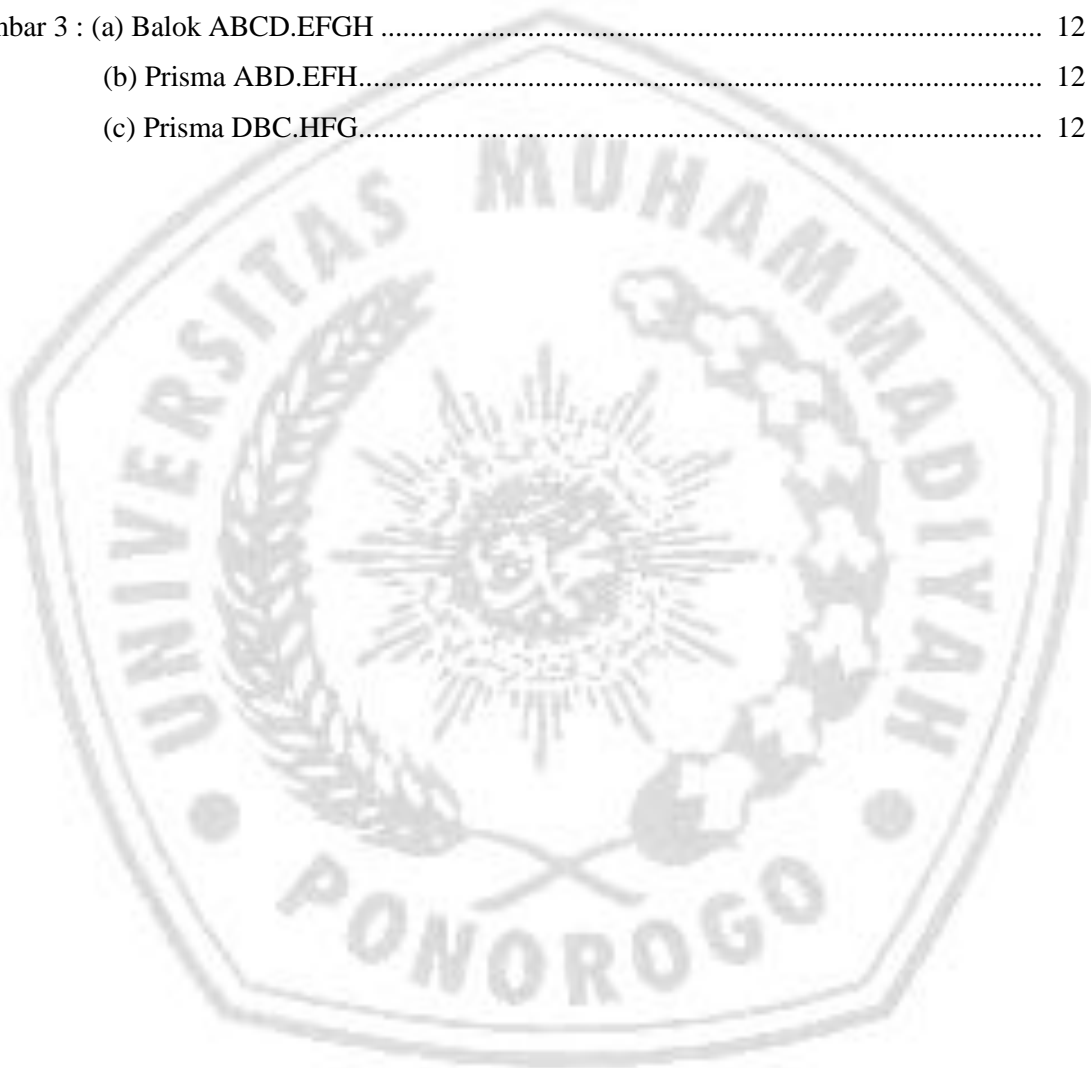 mbar 3 : (a) Balok ABCD.EFGH ........................................................................................... 12
(b) Prisma ABD.EFH............................................................................................. 12
(c) Prisma DBC.HFG............................................................................................. 12
UNIVERSITAS MUHAMMADIYAH
PONOROGO